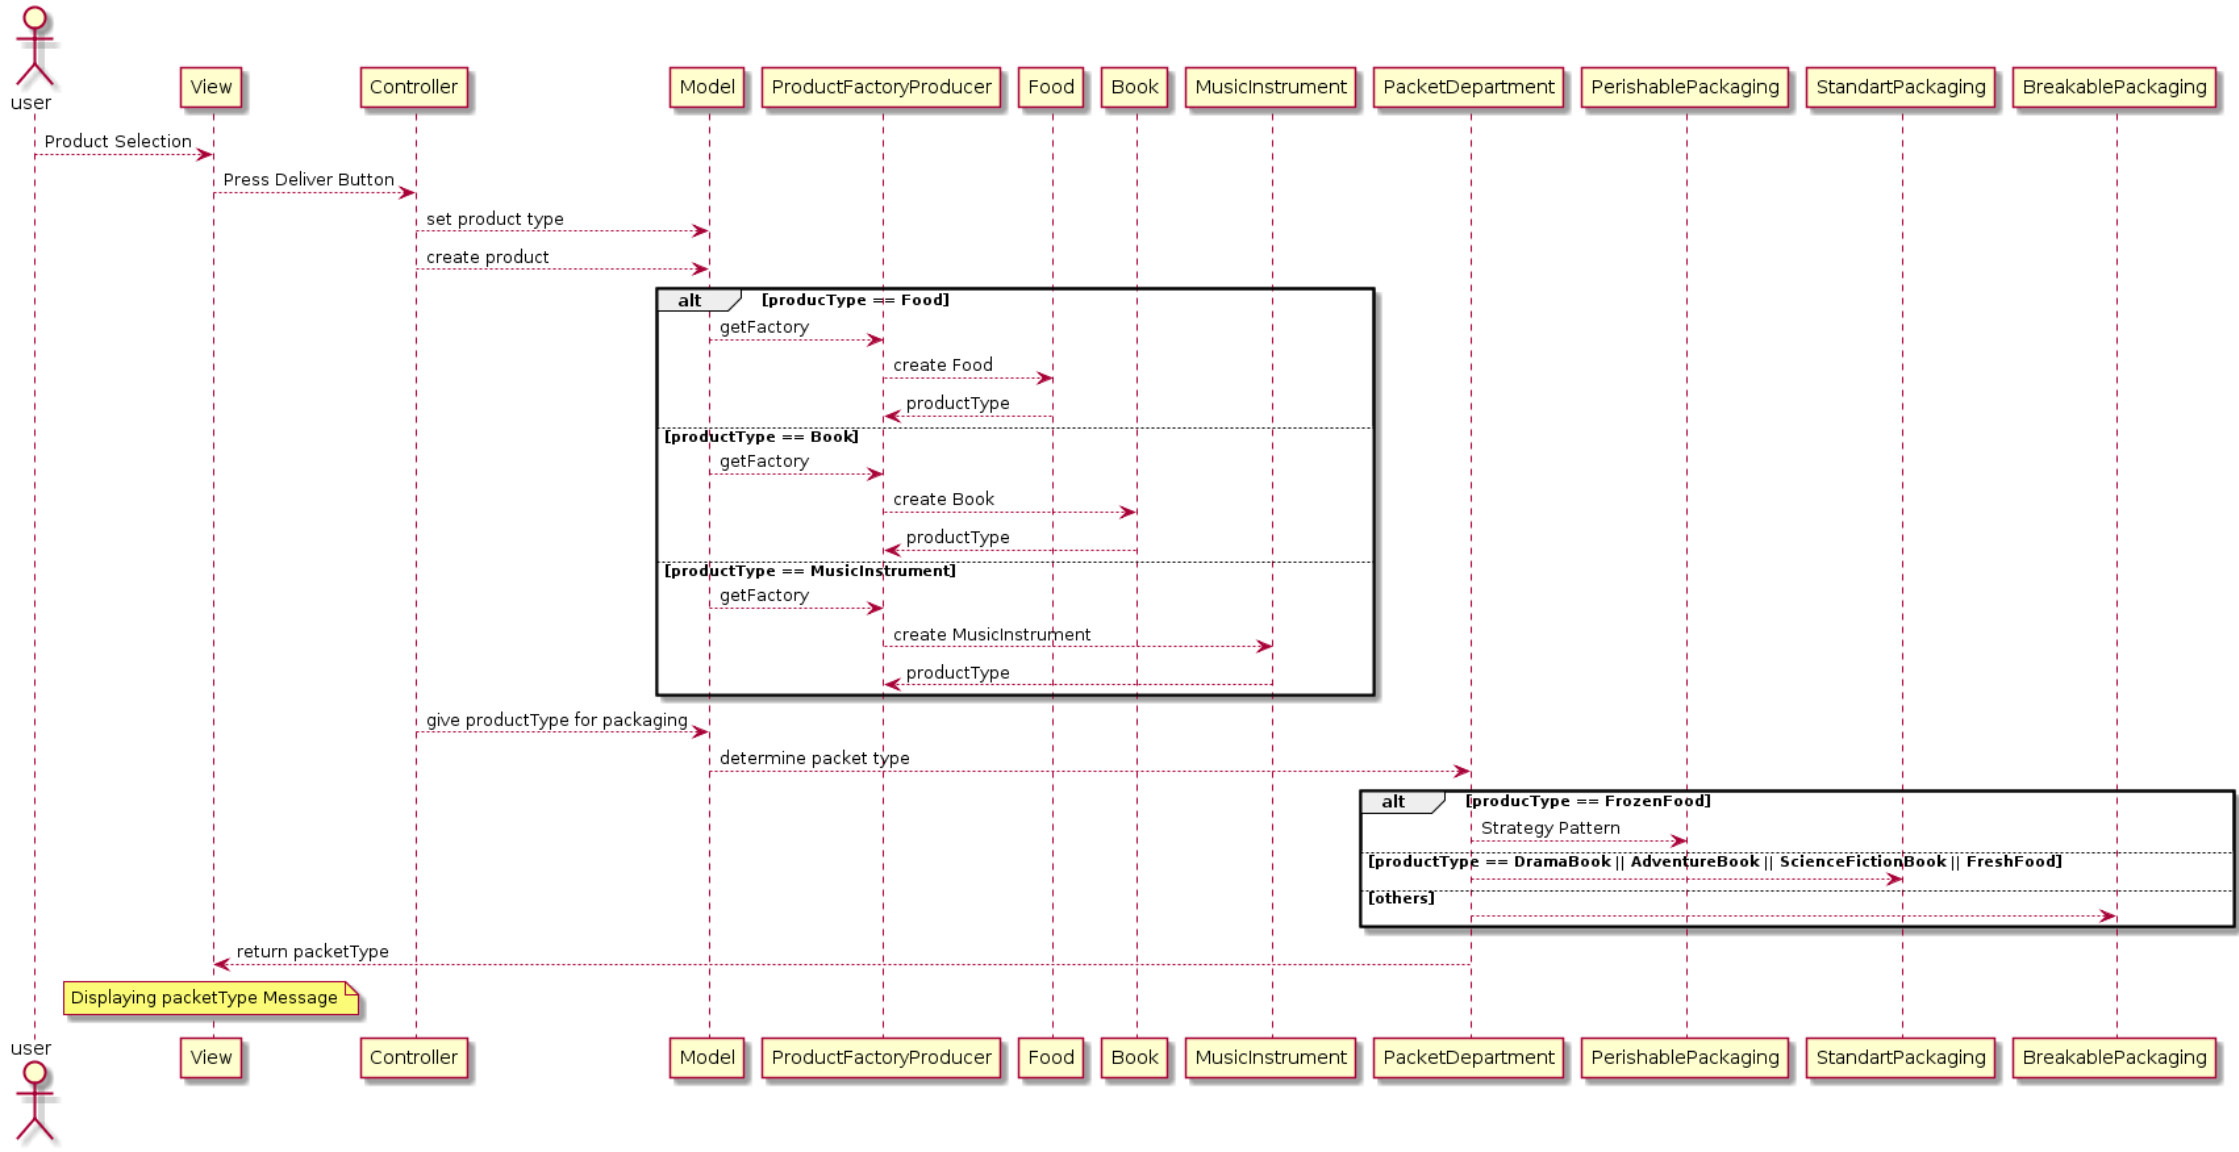 user
View
Controller
Model
ProductFactoryProducer
Food
Book
MusicInstrument
PacketDepartment
PerishablePackaging
StandartPackaging
BreakablePackaging
Product Selection
Press Deliver Button
set product type
create product
alt [producType == Food]
getFactory
create Food
productType
[productType == Book]
getFactory
create Book
productType
[productType == MusicInstrument]
getFactory
create MusicInstrument
productType
give productType for packaging
determine packet type
alt [producType == FrozenFood]
Strategy Pattern
[productType == DramaBook || AdventureBook || ScienceFictionBook || FreshFood]
[others]
return packetType
Displaying packetType Message
user
View
Controller
Model
ProductFactoryProducer
Food
Book
MusicInstrument
PacketDepartment
PerishablePackaging
StandartPackaging
BreakablePackaging